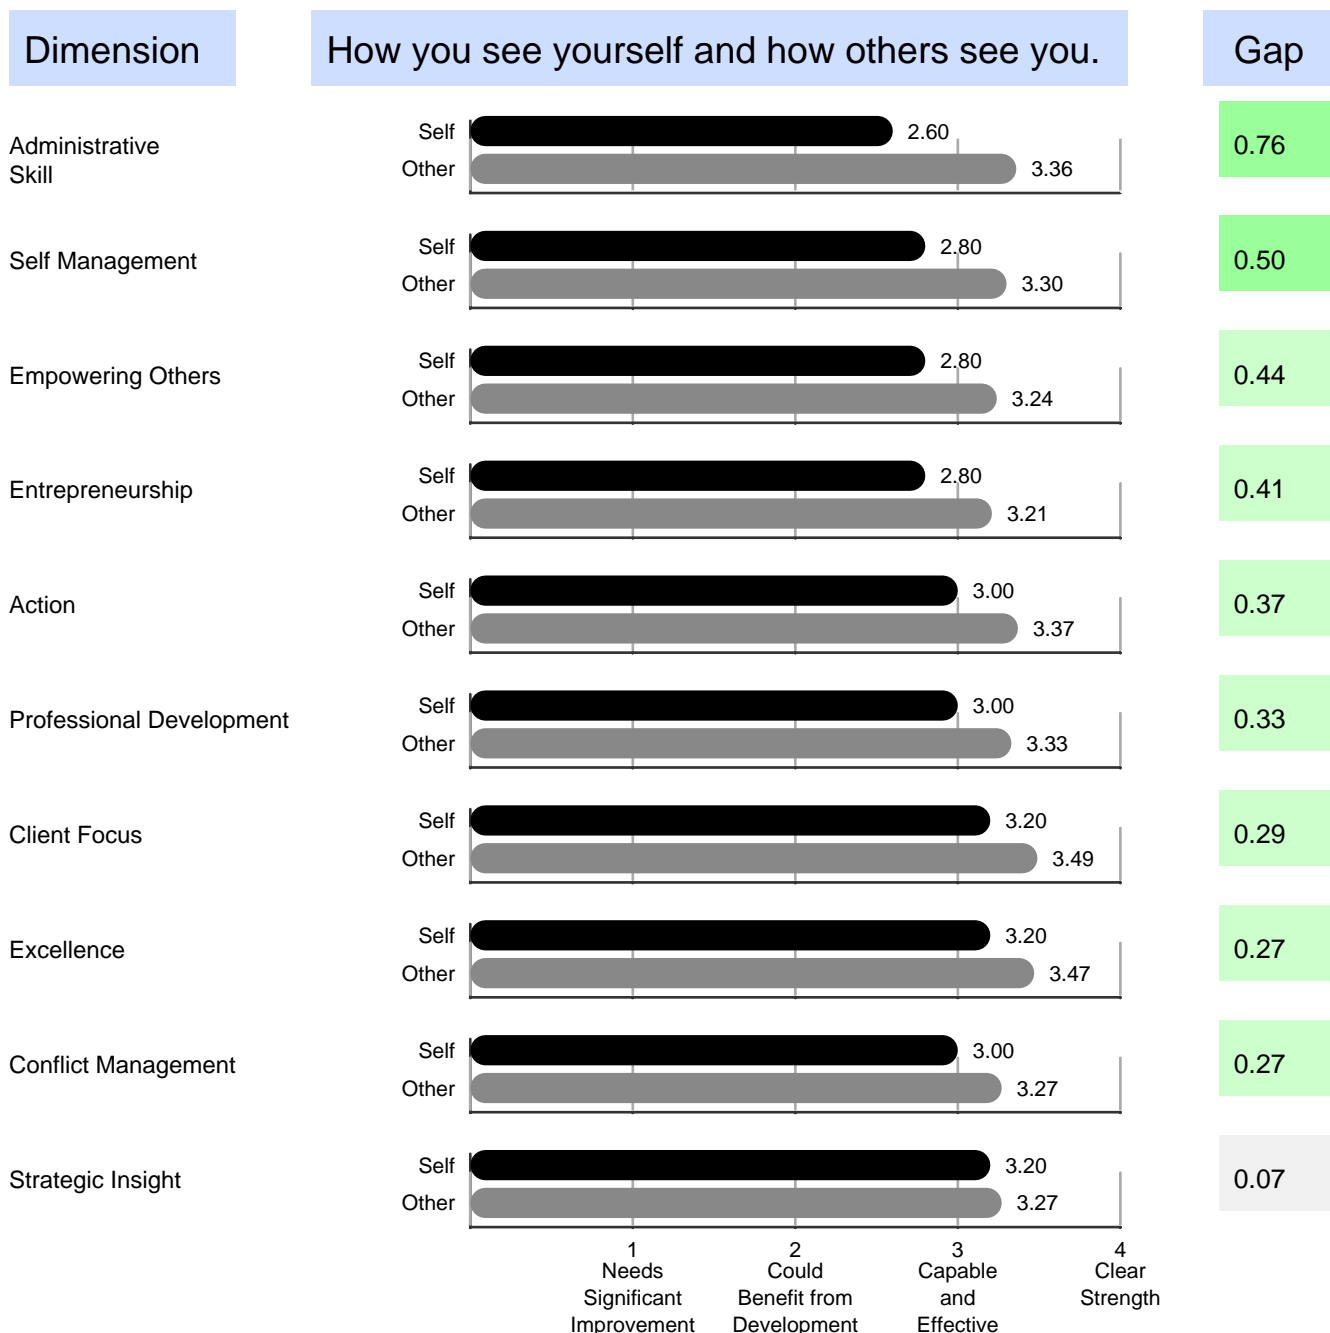 Dimension
How you see yourself and how others see you.
Gap
Administrative
Skill
Self
2.60
Other
3.36
0.76
Self Management
Self
2.80
Other
3.30
0.50
Empowering Others
Self
2.80
Other
3.24
0.44
Entrepreneurship
Self
2.80
Other
3.21
0.41
Action
Self
3.00
Other
3.37
0.37
Professional Development
Self
3.00
Other
3.33
0.33
Client Focus
Self
3.20
Other
3.49
0.29
Excellence
Self
3.20
Other
3.47
0.27
Conflict Management
Self
3.00
Other
3.27
0.27
Strategic Insight
Self
3.20
Other
3.27
0.07
1
Needs
Significant
Improvement
2
Could
Benefit from
Development
3
Capable
and
Effective
4
Clear
Strength